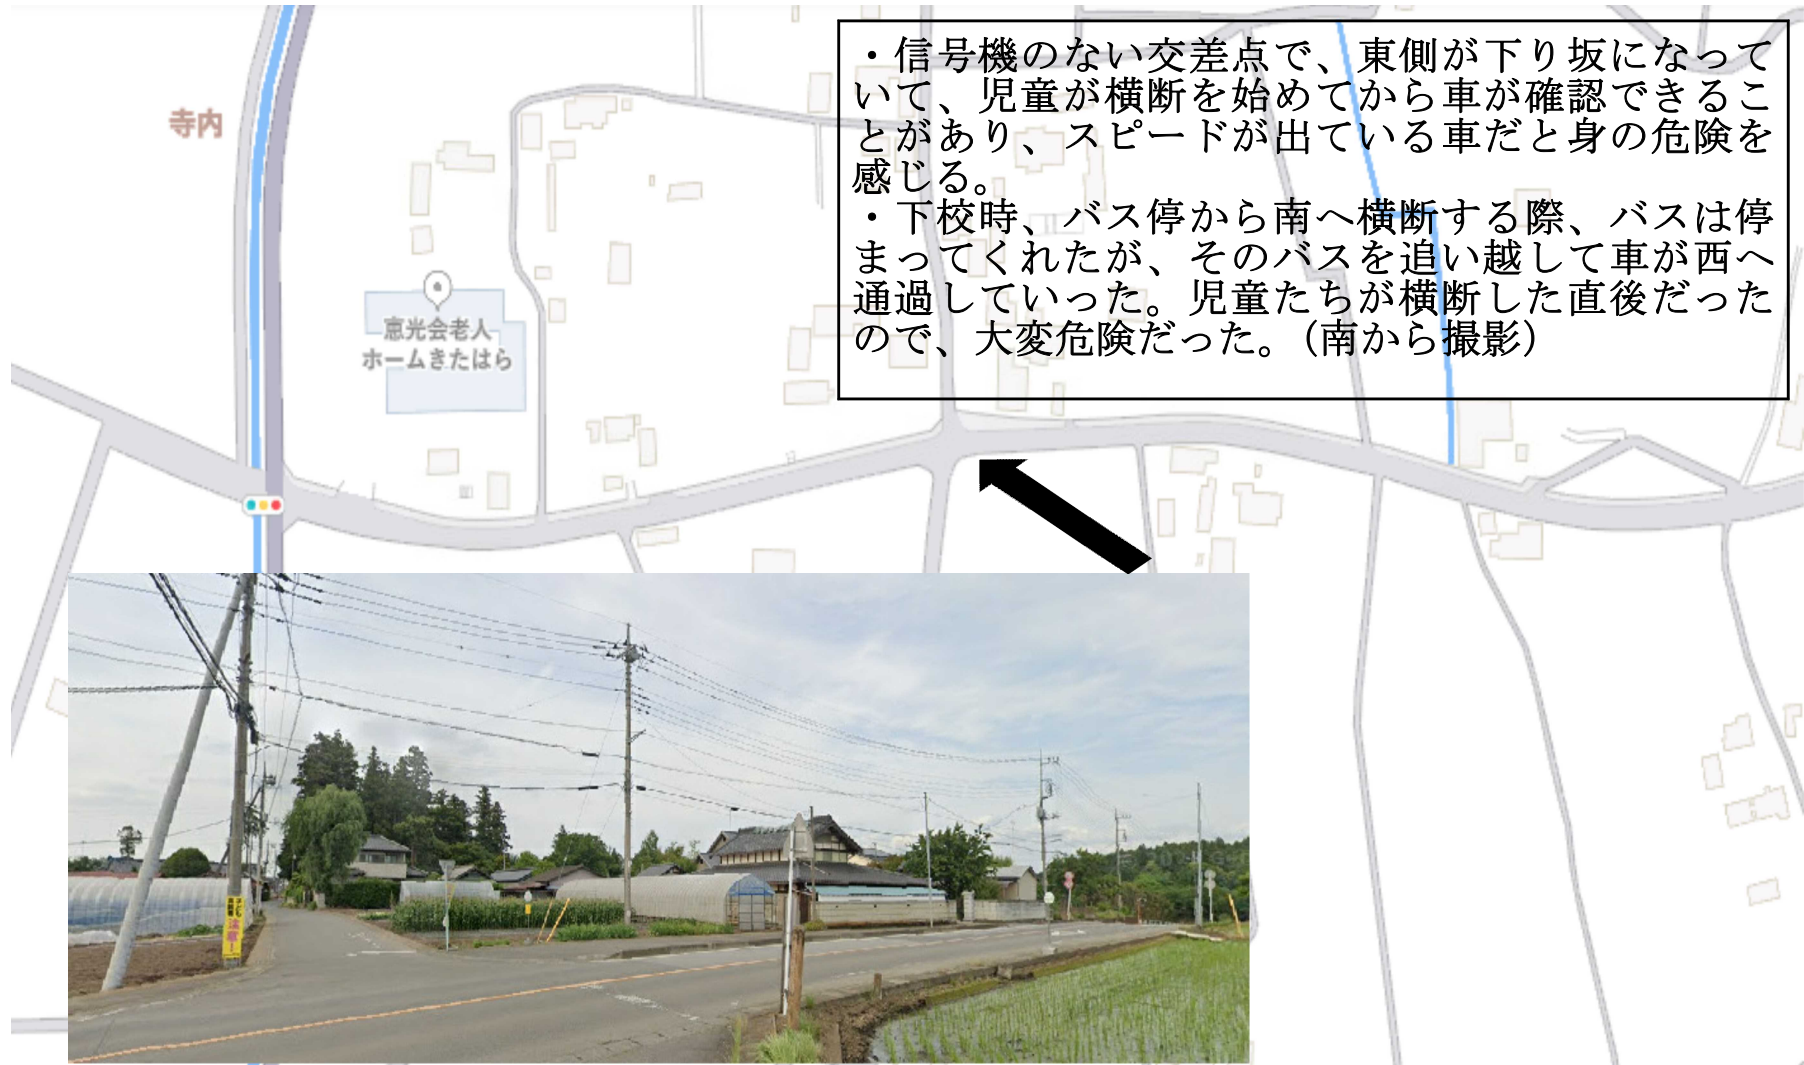 ・信号機のない交差点で、東側が下り坂になって
いて、児童が横断を始めてから車が確認できるこ
とがあり、スピードが出ている車だと身の危険を
感じる。
・下校時、バス停から南へ横断する際、バスは停
まってくれたが、そのバスを追い越して車が西へ
通過していった。児童たちが横断した直後だった
ので、大変危険だった。（南から撮影）
寺内
恵光会老人
ホームきたはら